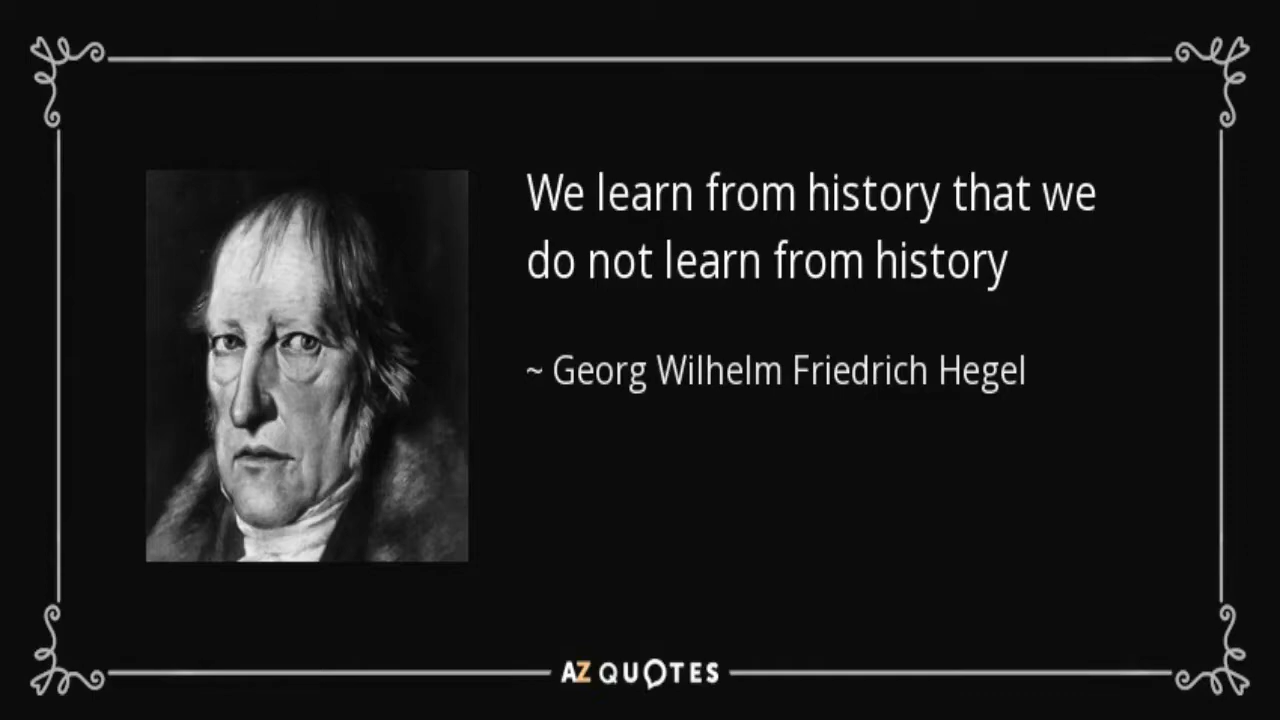 We learn from history that we
do not learn from history
~ Georg Wilhelm Friedrich Hegel
AZ QUOTES